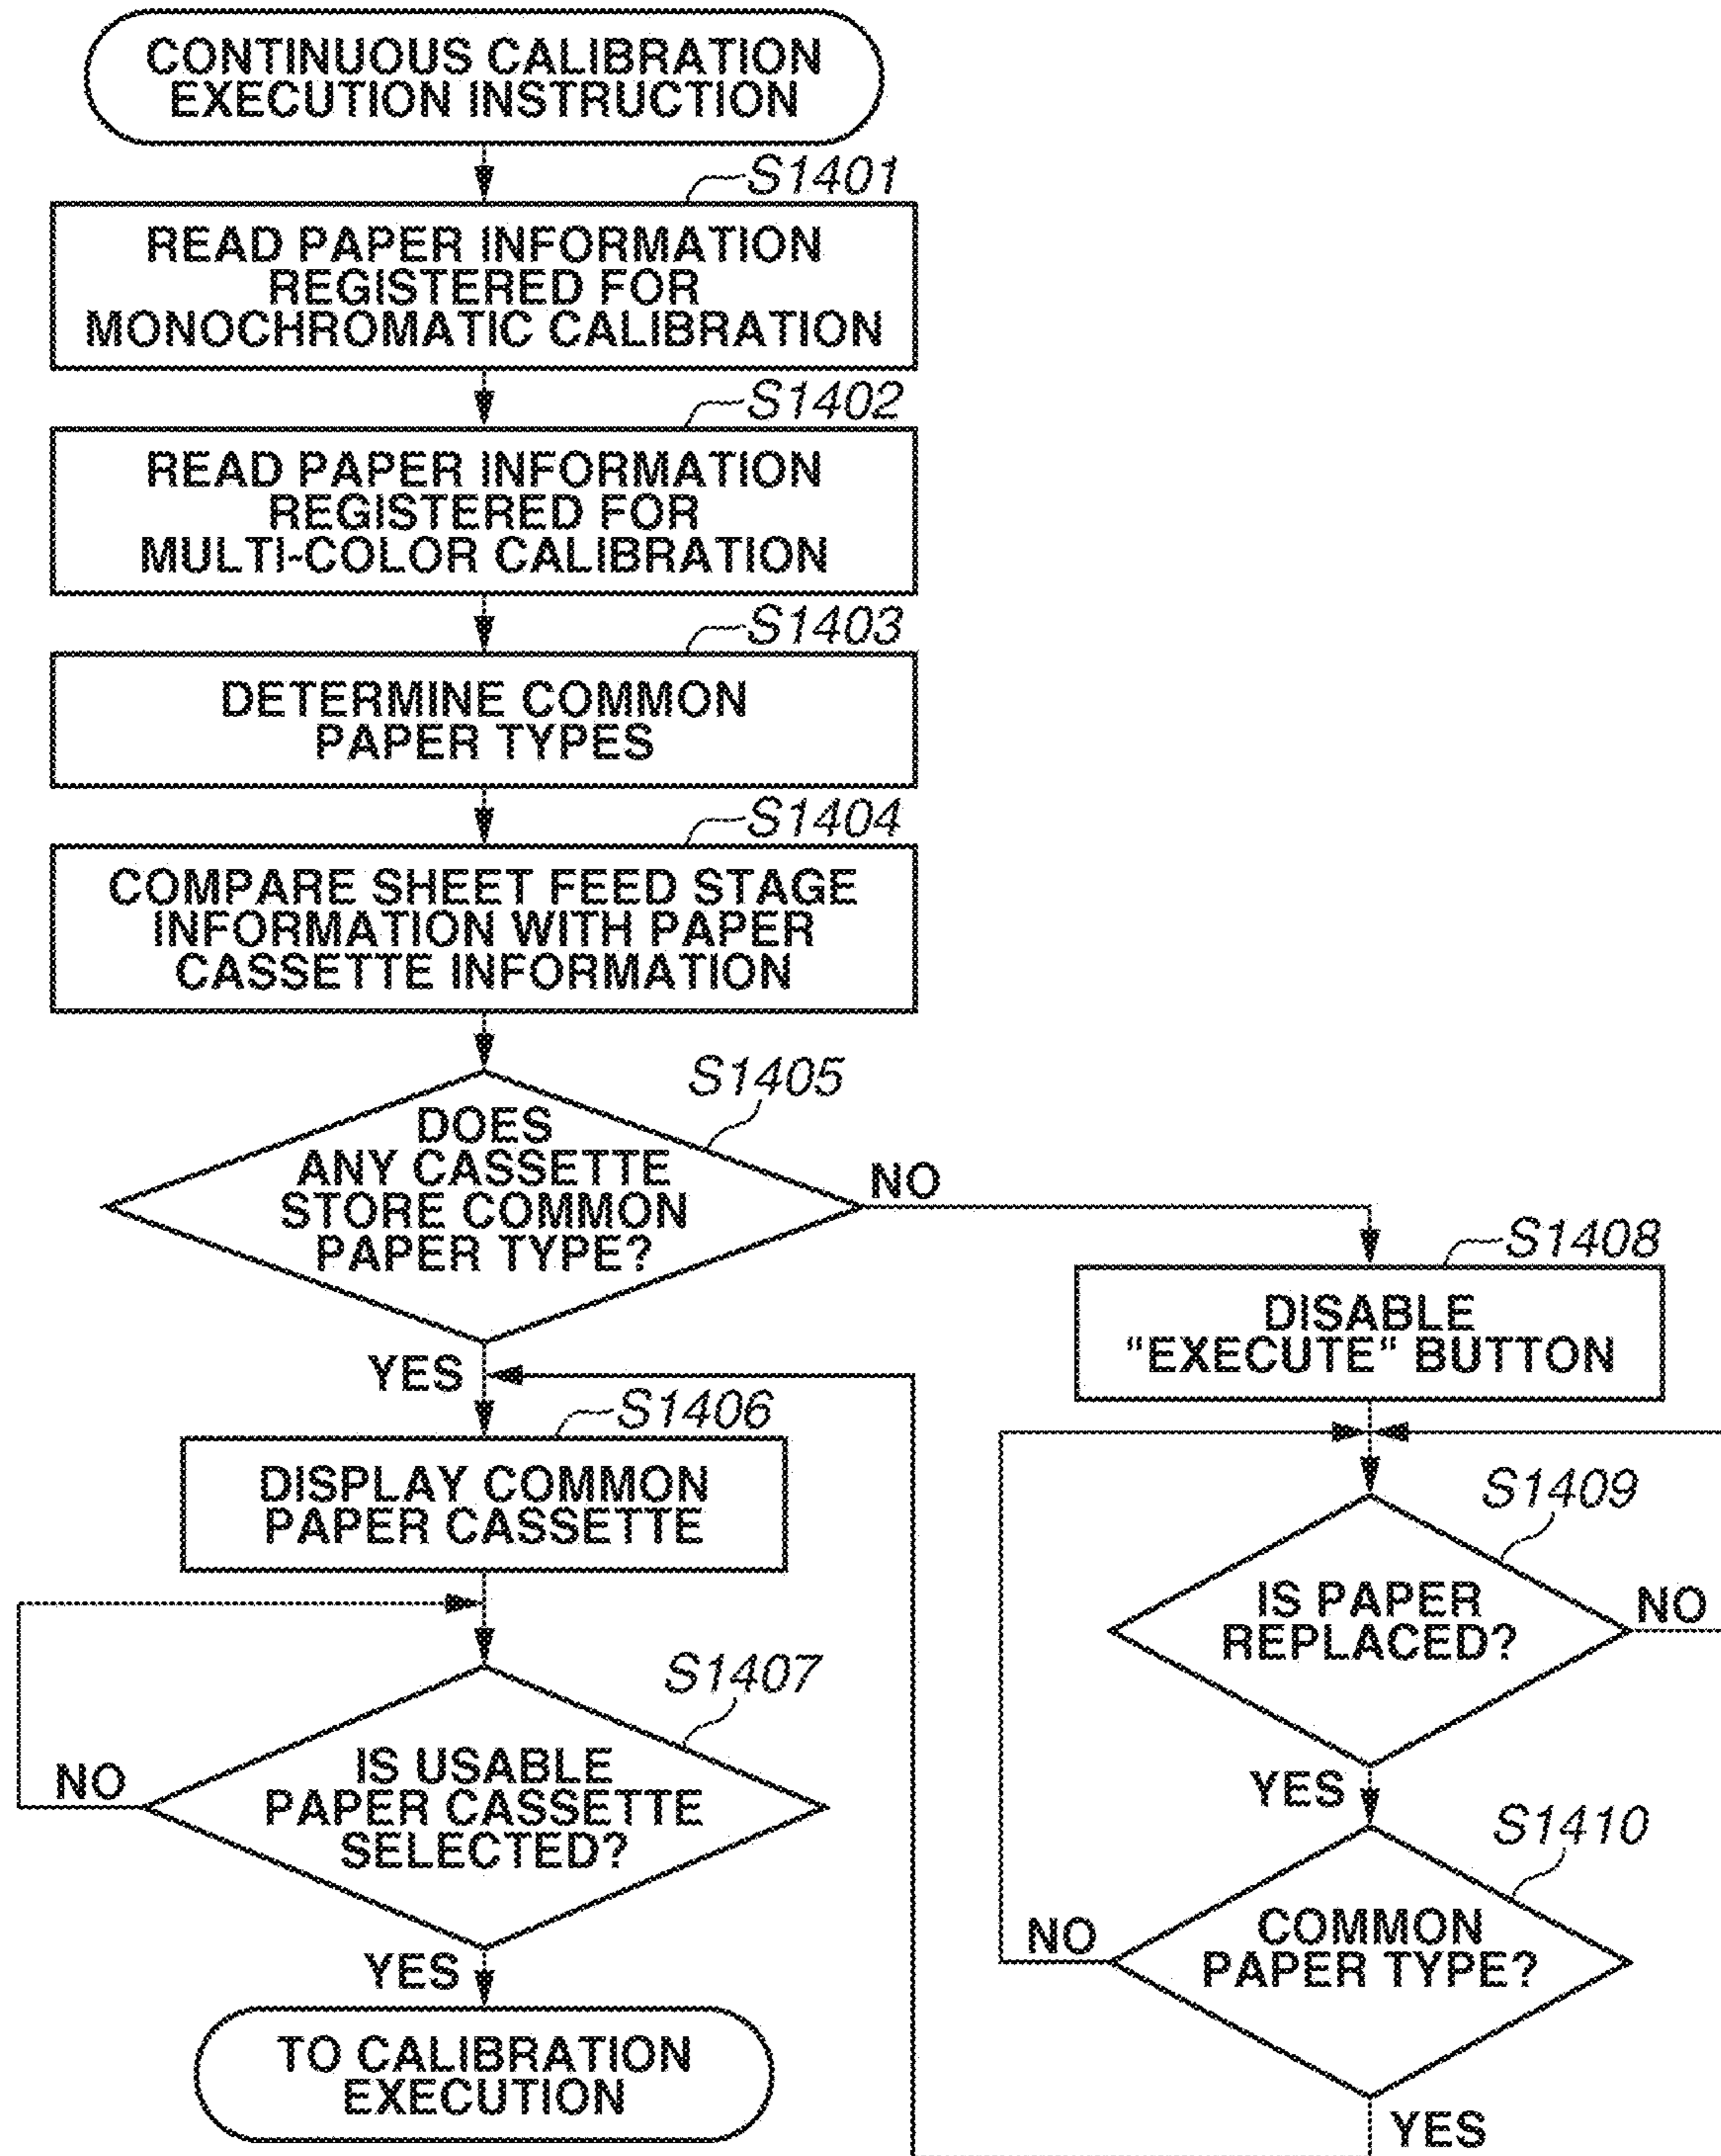 CONTINUOUS CALIBRATION
EXECUTION INSTRUCTION
S1401
READ PAPER INFORMATION
REGISTERED FOR
MONOCHROMATIC CALIBRATION
S1402
READ PAPER INFORMATION
REGISTERED FOR
MULTI-COLOR CALIBRATION
S1403
DETERMINE COMMON
PAPER TYPES
S1404
COMPARE SHEET FEED STAGE
INFORMATION WITH PAPER
CASSETTE INFORMATION
S1405
DOES
ANY CASSETTE
STORE COMMON
PAPER TYPE?
NO
YES
S1406
DISPLAY COMMON
PAPER CASSETTE
S1407
IS USABLE
PAPER CASSETTE
SELECTED?
NO
YES
TO CALIBRATION
EXECUTION
S1408
DISABLE
"EXECUTE" BUTTON
S1409
IS PAPER
REPLACED?
NO
YES
S1410
COMMON
PAPER TYPE?
NO
YES